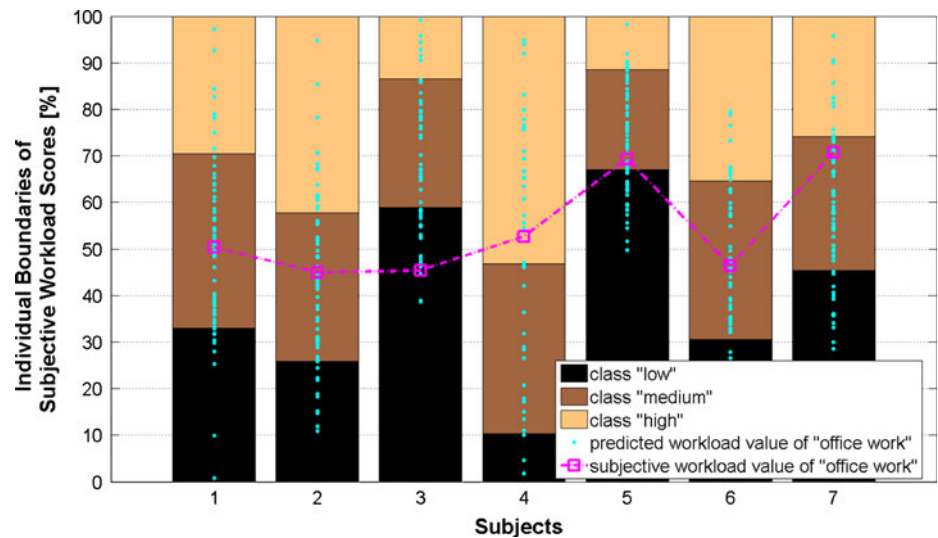 Individual Boundaries of
Subjective Workload Scores [%]
100
90
80
70
60
50
40
30
20
10
0
class "low"
class "medium"
class "high"
predicted workload value of "office work"
subjective workload value of "office work"
1 2 3 4 5 6 7
Subjects